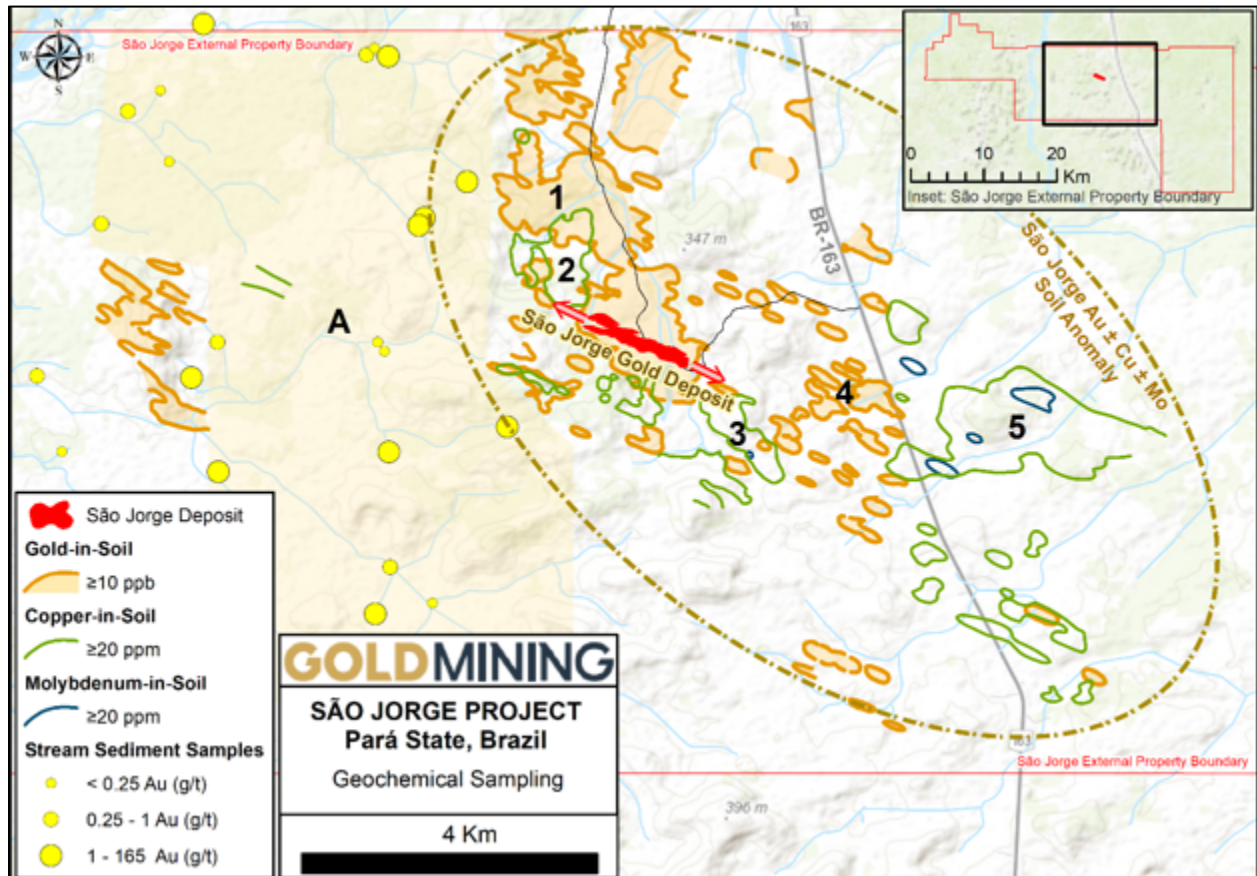 N
W E
S
São Jorge External Property Boundary
163
0 10 20
Km
Inset: São Jorge External Property Boundary
1
347 m
BR-163
2
A
São Jorge Gold Deposit
São Jorge Au ± Cu ± Mo
Soil Anomaly
4
3
5
São Jorge Deposit
Gold-in-Soil
≥10 ppb
Copper-in-Soil
≥20 ppm
Molybdenum-in-Soil
≥20 ppm
Stream Sediment Samples
< 0.25 Au (g/t)
0.25 - 1 Au (g/t)
1 - 165 Au (g/t)
GOLDMINING
SÃO JORGE PROJECT
Pará State, Brazil
Geochemical Sampling
4 Km
163
São Jorge External Property Boundary
396 m